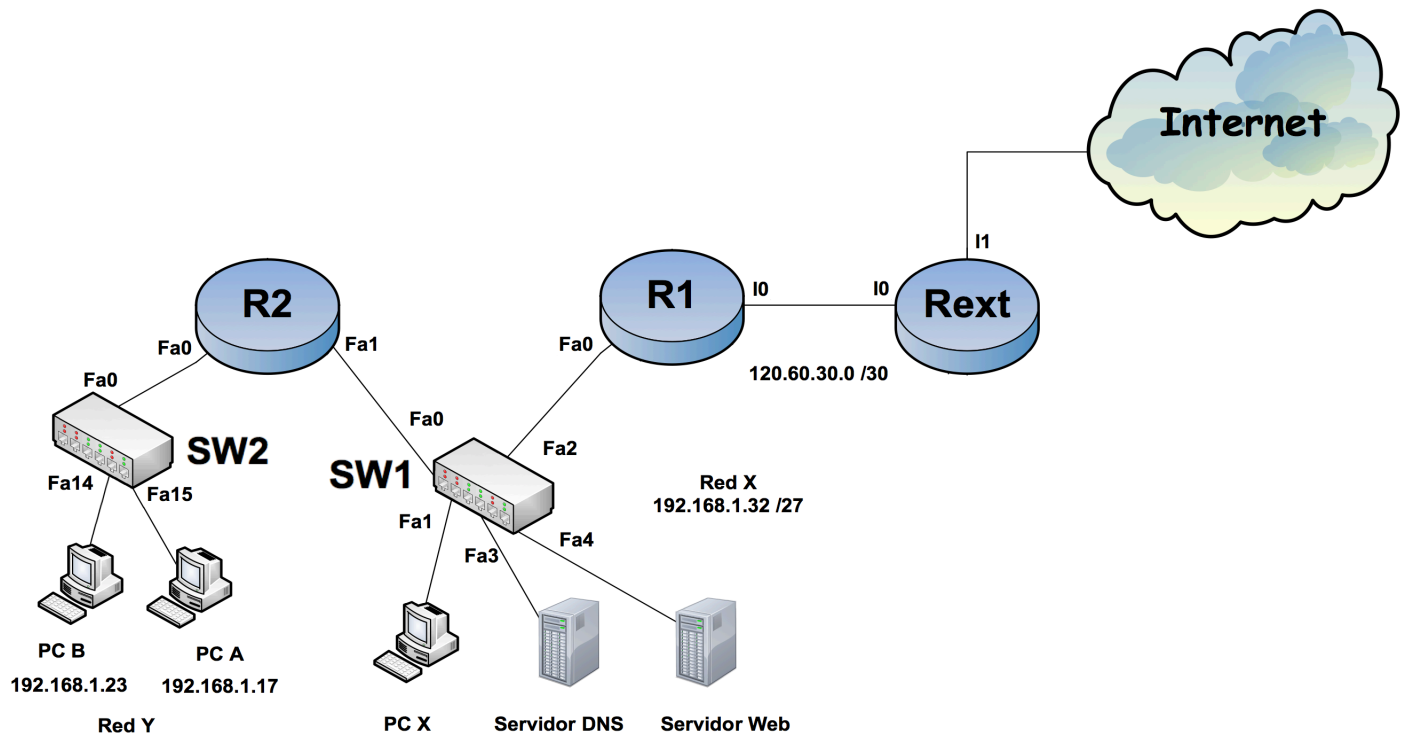 Internet
I1
R2
R1
I0
I0
Rext
Fa0
Fa1
Fa0
120.60.30.0 /30
Fa0
Fa0
SW2
SW1
Fa2
Fa14
Fa15
Red X
192.168.1.32 /27
Fa1
Fa3
Fa4
PC B
PC A
192.168.1.23
192.168.1.17
Red Y
PC X
Servidor DNS
Servidor Web